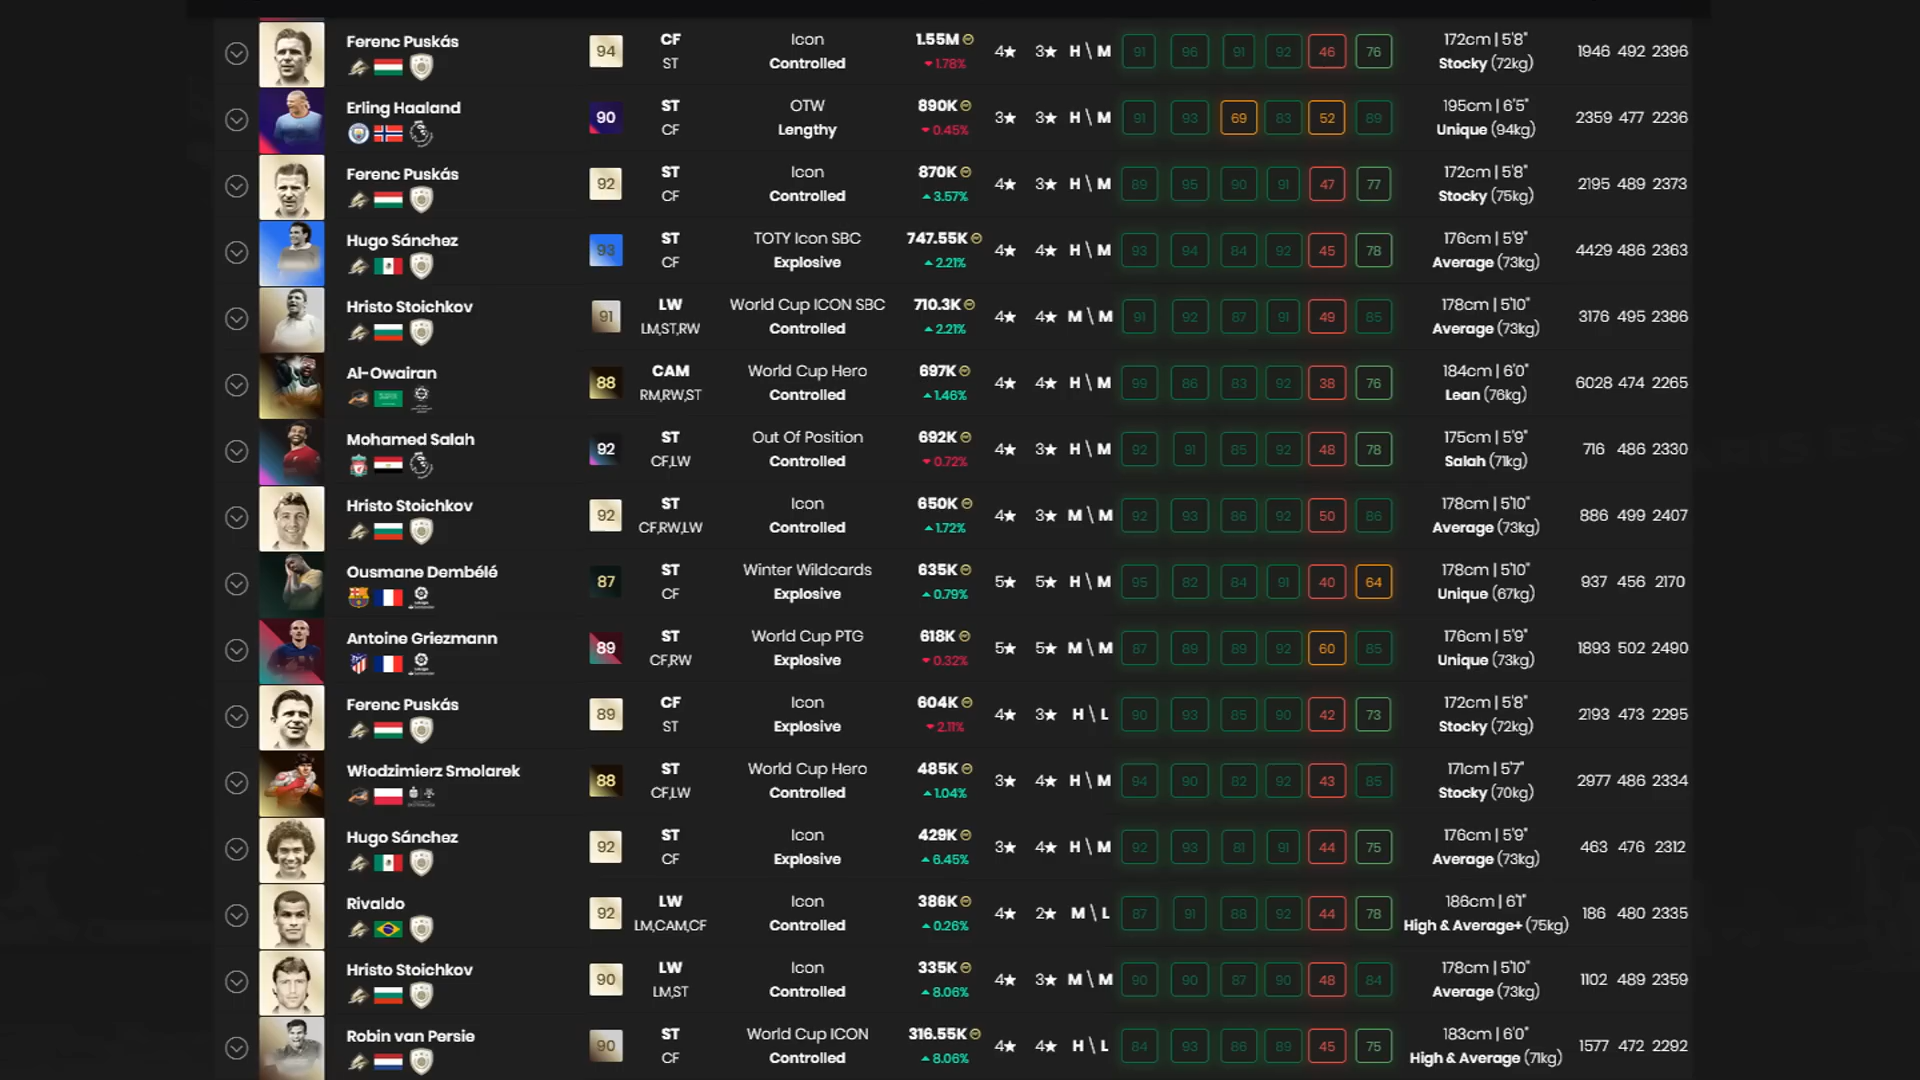 Ferenc Puskás 94 CF Icon 1.55M 4★ 3★ H \ M 91 96 91 92 46 76 172cm | 5'8" 1946 492 2396
ST Controlled 1.78% Stocky (72kg)
Erling Haaland 90 ST OTW 890K 3★ 3★ H \ M 91 93 69 83 52 89 195cm | 6'5" 2359 477 2236
CF Lengthy 0.45% Unique (94kg)
Ferenc Puskás 92 ST Icon 870K 4★ 3★ H \ M 89 95 90 91 47 77 172cm | 5'8" 2195 489 2373
CF Controlled 3.57% Stocky (75kg)
Hugo Sánchez 93 ST TOTY Icon SBC 747.55K 4★ 4★ H \ M 93 94 84 92 45 78 176cm | 5'9" 4429 486 2363
CF Explosive 2.21% Average (73kg)
Hristo Stoichkov 91 LW World Cup ICON SBC 710.3K 4★ 4★ M \ M 91 92 87 91 49 85 178cm | 5'10" 3176 495 2386
LM,ST,RW Controlled 2.21% Average (73kg)
Al-Owairan 88 CAM World Cup Hero 697K 4★ 4★ H \ M 99 86 83 92 38 76 184cm | 6'0" 6028 474 2265
RM,RW,ST Controlled 1.46% Lean (76kg)
Mohamed Salah 92 ST Out Of Position 692K 4★ 3★ H \ M 92 91 85 92 48 78 175cm | 5'9" 716 486 2330
CF,LW Controlled 0.72% Salah (71kg)
Hristo Stoichkov 92 ST Icon 650K 4★ 3★ M \ M 92 93 86 92 50 86 178cm | 5'10" 886 499 2407
CF,RW,LW Controlled 1.72% Average (73kg)
Ousmane Dembélé 87 ST Winter Wildcards 635K 5★ 5★ H \ M 95 82 84 91 40 64 178cm | 5'10" 937 456 2170
CF Explosive 0.79% Unique (67kg)
Antoine Griezmann 89 ST World Cup PTG 618K 5★ 5★ M \ M 87 89 89 92 60 85 176cm | 5'9" 1893 502 2490
CF,RW Explosive 0.32% Unique (73kg)
Ferenc Puskás 89 CF Icon 604K 4★ 3★ H \ L 90 93 85 90 42 73 172cm | 5'8" 2193 473 2295
ST Explosive 2.11% Stocky (72kg)
Włodzimierz Smolarek 88 ST World Cup Hero 485K 3★ 4★ H \ M 94 90 82 92 43 85 171cm | 5'7" 2977 486 2334
CF,LW Controlled 1.04% Stocky (70kg)
Hugo Sánchez 92 ST Icon 429K 3★ 4★ H \ M 92 93 81 91 44 75 176cm | 5'9" 463 476 2312
CF Explosive 6.45% Average (73kg)
Rivaldo 92 LW Icon 386K 4★ 2★ M \ L 87 91 88 92 44 78 186cm | 6'1" 186 480 2335
LM,CAM,CF Controlled 0.26% High & Average+ (75kg)
Hristo Stoichkov 90 LW Icon 335K 4★ 3★ M \ M 90 90 87 90 48 84 178cm | 5'10" 1102 489 2359
LM,ST Controlled 8.06% Average (73kg)
Robin van Persie 90 ST World Cup ICON 316.55K 4★ 4★ H \ L 84 93 86 89 45 75 183cm | 6'0" 1577 472 2292
CF Controlled 8.06% High & Average (71kg)